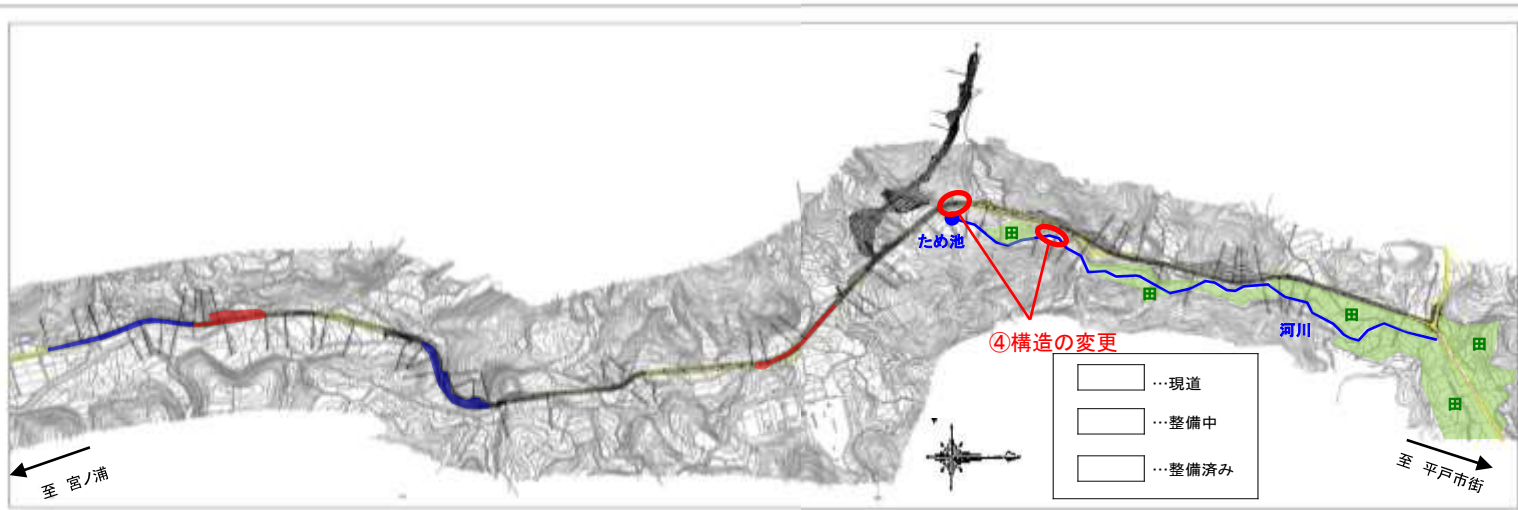 ため池
田
田
④構造の変更
河川
田
田
田
…現道
…整備中
…整備済み
至 宮ノ浦
至 平戸市街